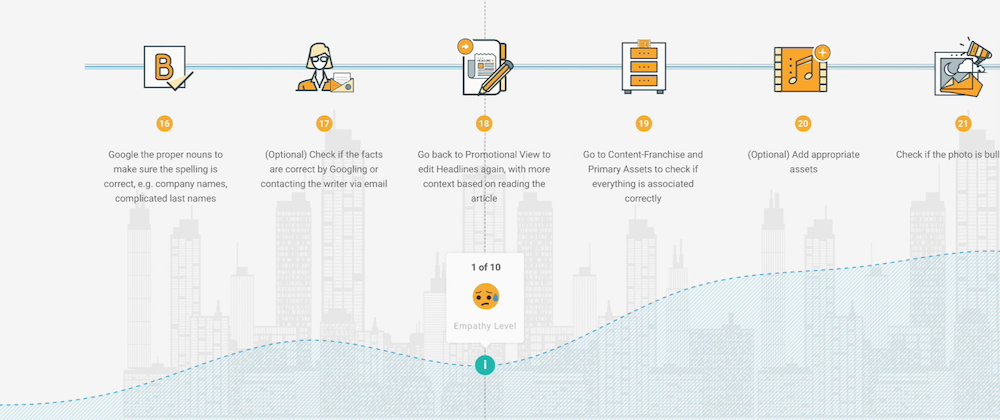 B
16
Google the proper nouns to
make sure the spelling is
correct, e.g. company names,
complicated last names
17
(Optional) Check if the facts
are correct by Googling or
contacting the writer via email
18
Go back to Promotional View to
edit Headlines again, with more
context based on reading the
article
19
Go to Content-Franchise and
Primary Assets to check if
everything is associated
correctly
20
(Optional) Add appropriate
assets
21
Check if the photo is bull
1 of 10
Empathy Level
I